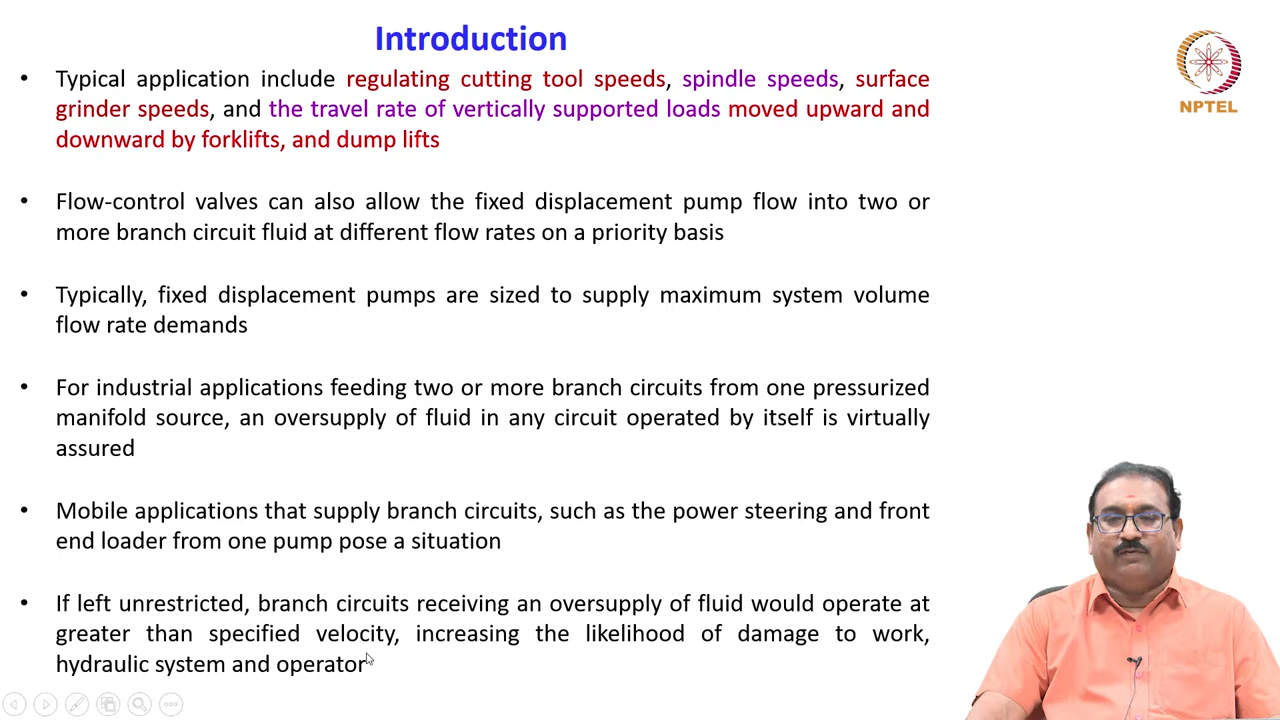 Introduction
• Typical application include regulating cutting tool speeds, spindle speeds, surface
grinder speeds, and the travel rate of vertically supported loads moved upward and
downward by forklifts, and dump lifts
• Flow-control valves can also allow the fixed displacement pump flow into two or
more branch circuit fluid at different flow rates on a priority basis
• Typically, fixed displacement pumps are sized to supply maximum system volume
flow rate demands
• For industrial applications feeding two or more branch circuits from one pressurized
manifold source, an oversupply of fluid in any circuit operated by itself is virtually
assured
• Mobile applications that supply branch circuits, such as the power steering and front
end loader from one pump pose a situation
• If left unrestricted, branch circuits receiving an oversupply of fluid would operate at
greater than specified velocity, increasing the likelihood of damage to work,
hydraulic system and operator
NPTEL